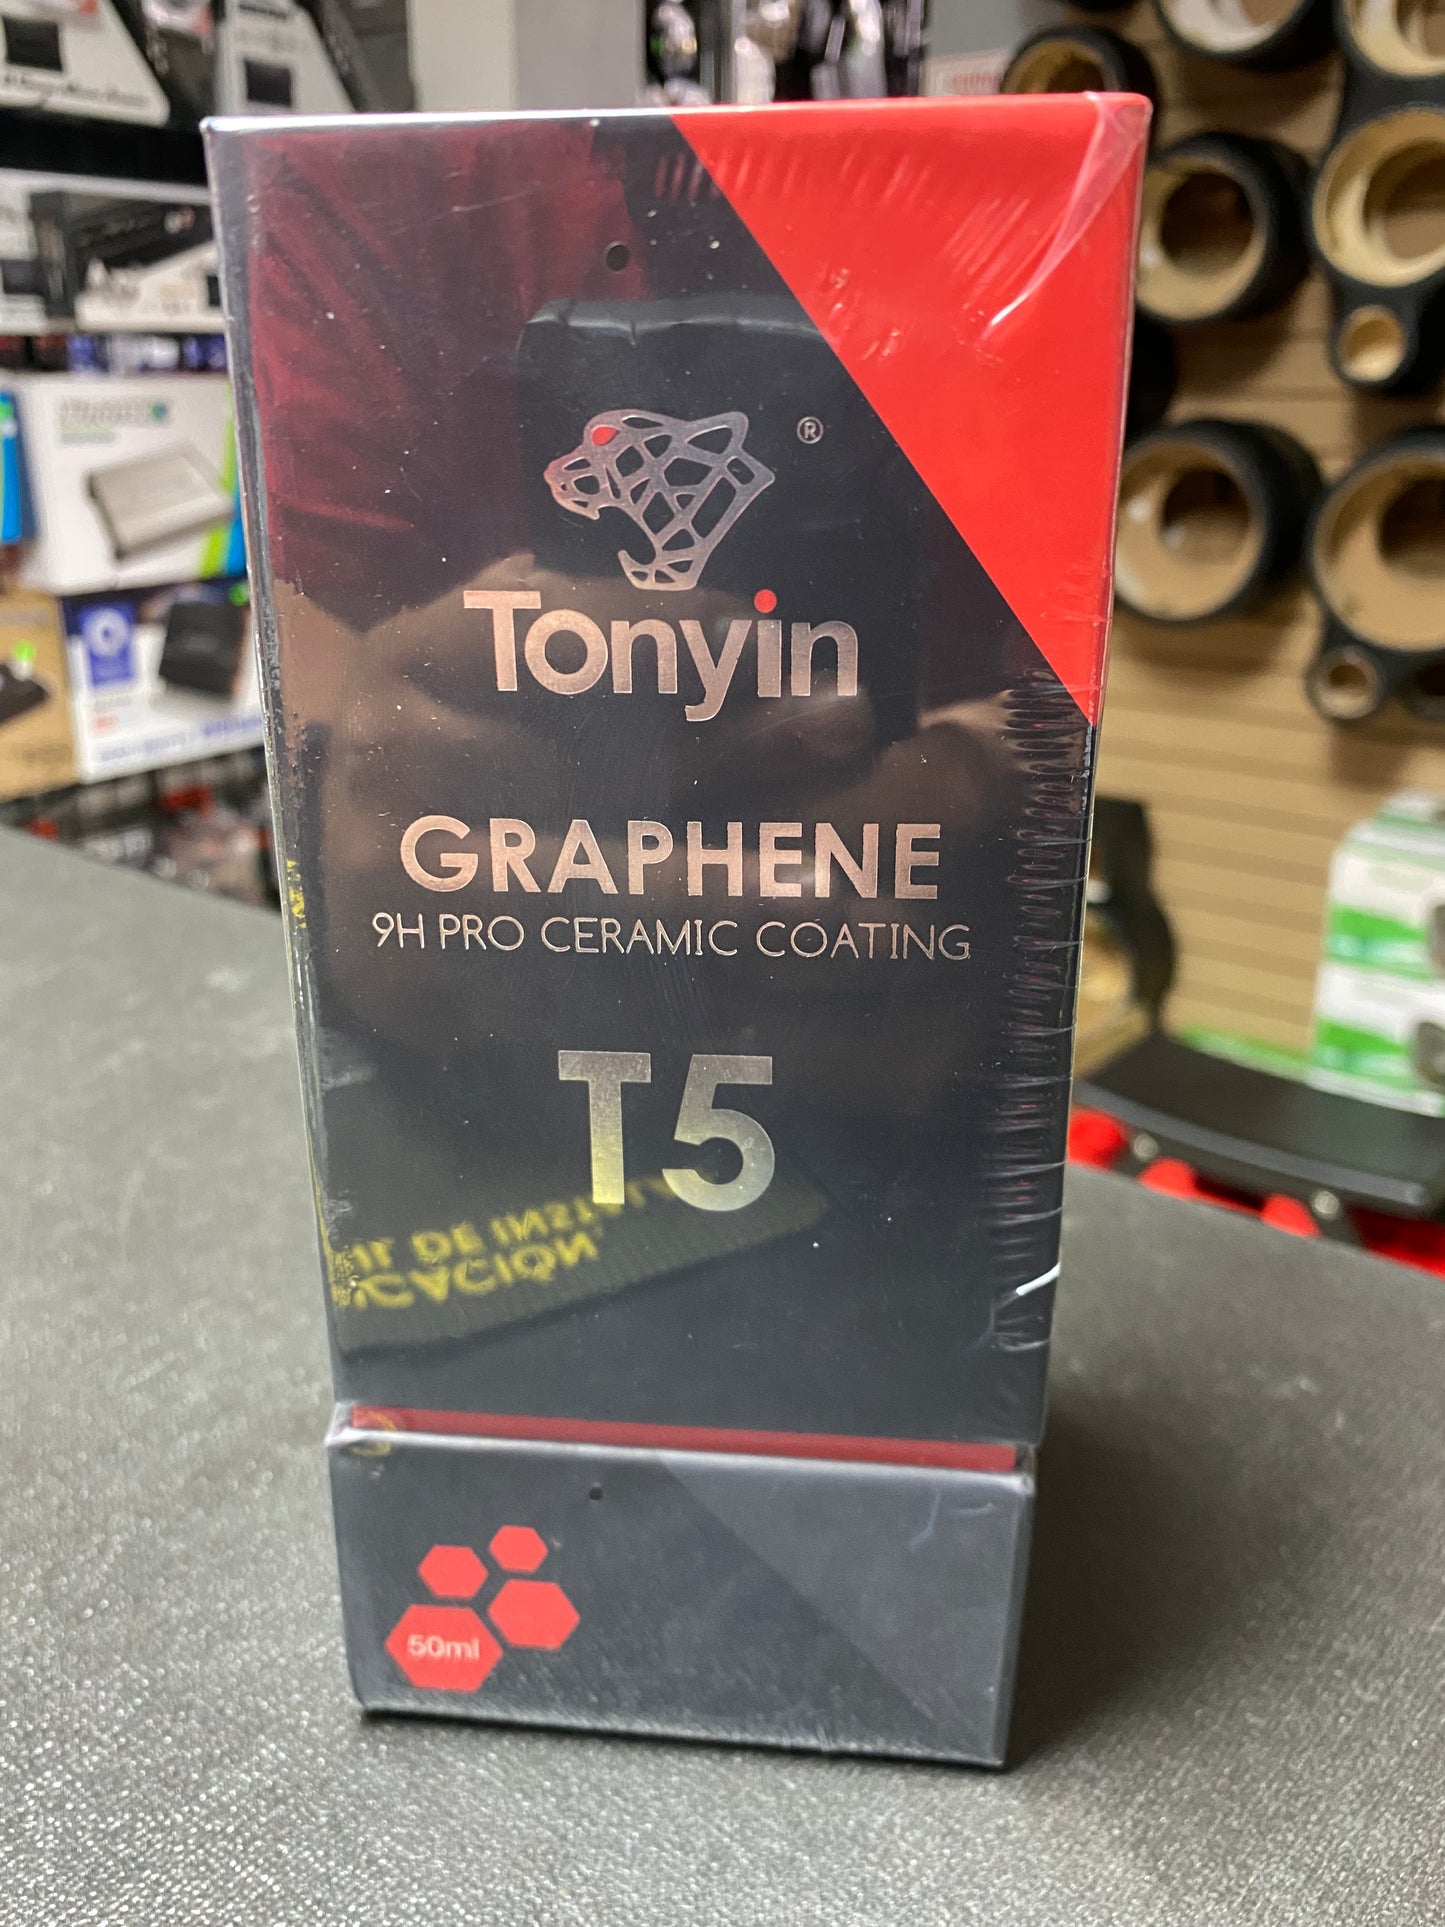 ®
Tonyin
GRAPHENE
9H PRO CERAMIC COATING
T5
50ml